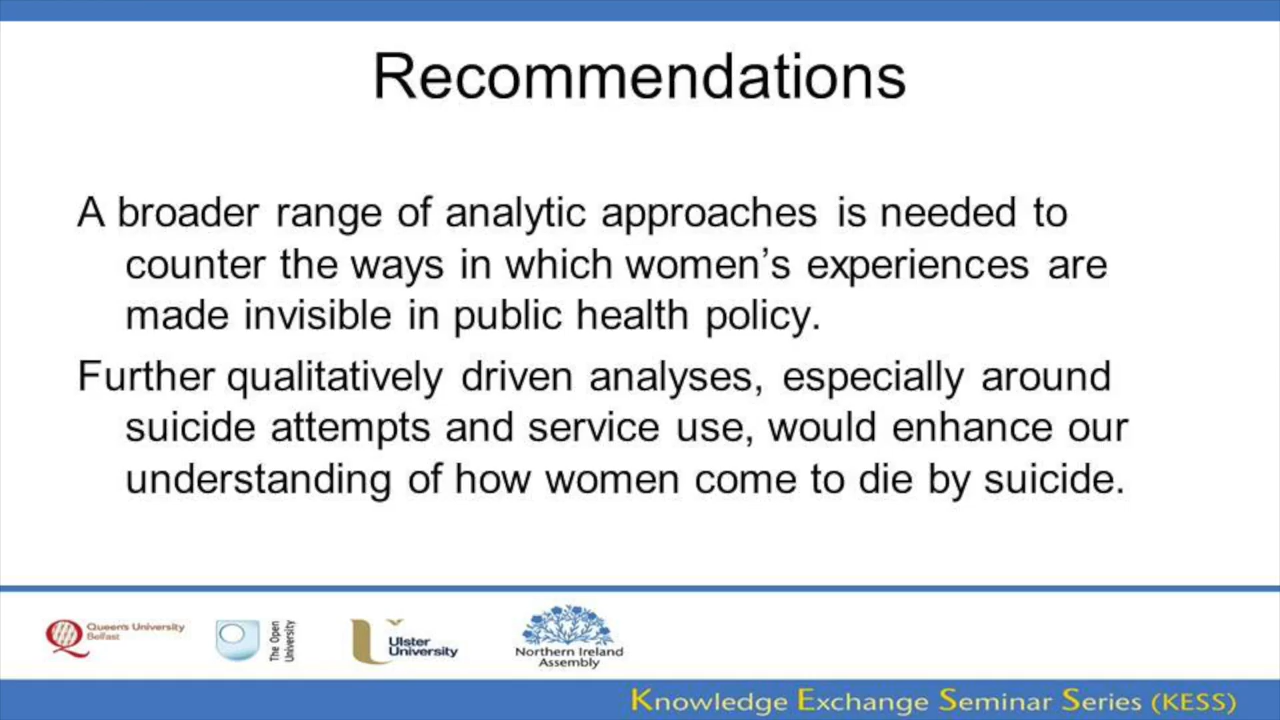 Recommendations
A broader range of analytic approaches is needed to
counter the ways in which women’s experiences are
made invisible in public health policy.
Further qualitatively driven analyses, especially around
suicide attempts and service use, would enhance our
understanding of how women come to die by suicide.
Queen's University
Belfast
The Open
University
Ulster
University
Northern Ireland
Assembly
Knowledge Exchange Seminar Series (KESS)